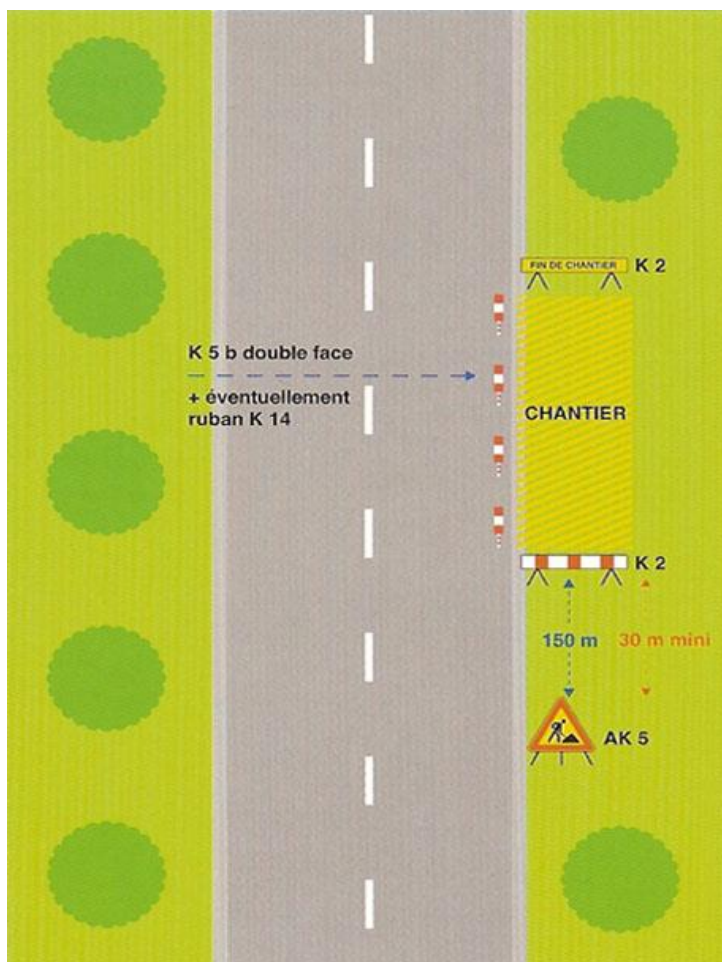 FIN DE CHANTIER K 2
K 5 b double face
+ éventuellement
ruban K 14
CHANTIER
K 2
150 m 30 m mini
AK 5